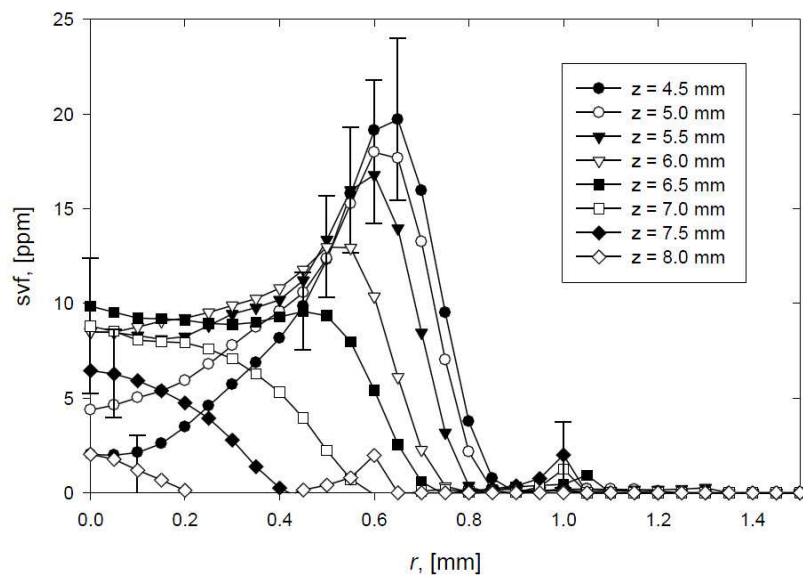 25
20
15
10
5
0
svf, [ppm]
z = 4.5 mm
z = 5.0 mm
z = 5.5 mm
z = 6.0 mm
z = 6.5 mm
z = 7.0 mm
z = 7.5 mm
z = 8.0 mm
0.0 0.2 0.4 0.6 0.8 1.0 1.2 1.4
r, [mm]